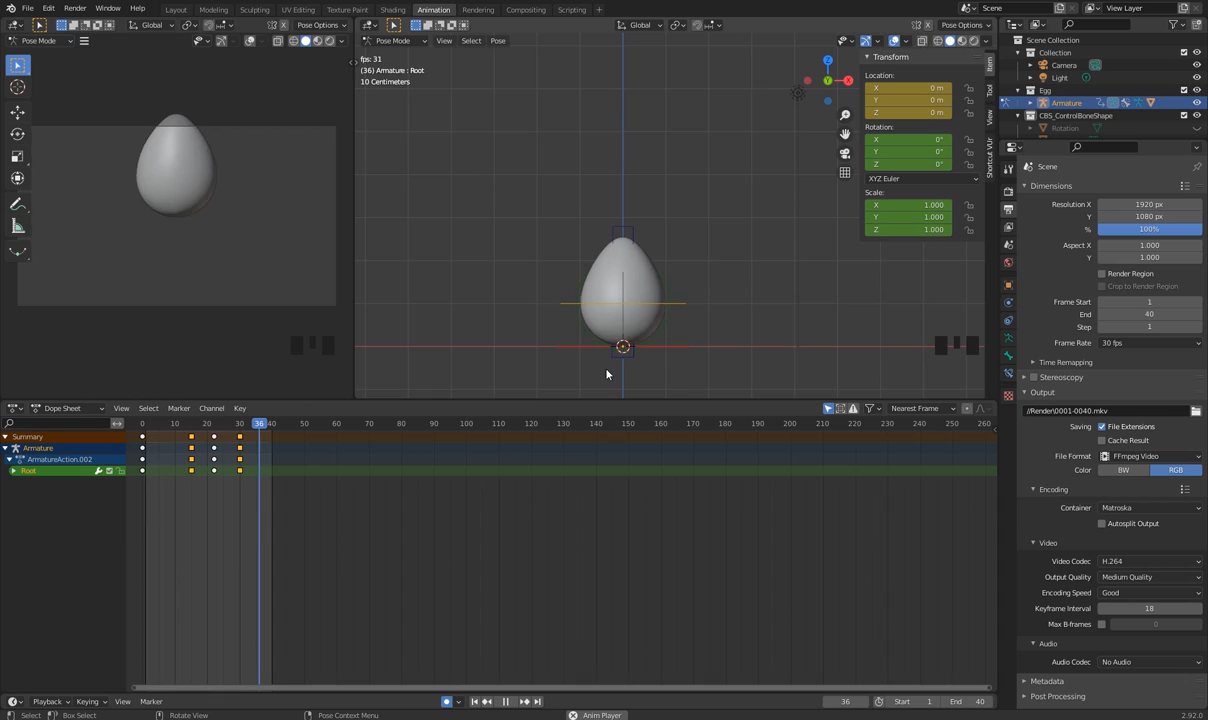 File Edit Render Window Help Layout Modeling Sculpting UV Editing Texture Paint Shading Animation Rendering Compositing Scripting + Scene View Layer
Global Pose Options Global Pose Options
Pose Mode Pose Mode View Select Pose
fps: 31
(36) Armature : Root
10 Centimeters
Z
X
Y
Transform
Location:
X 0 m
Y 0 m
Z 0 m
Rotation:
X 0°
Y 0°
Z 0°
XYZ Euler
Scale:
X 1.000
Y 1.000
Z 1.000
Item
Tool
View
Shortcut VUr
Scene Collection
Collection
Camera
Light
Egg
Armature
CBS_ControlBoneShape
Rotation
Scene
Dimensions
Resolution X 1920 px
Y 1080 px
% 100%
Aspect X 1.000
Y 1.000
Render Region
Crop to Render Region
Frame Start 1
End 40
Step 1
Frame Rate 30 fps
Time Remapping
Stereoscopy
Output
//Render\0001-0040.mkv
Saving File Extensions
Cache Result
File Format FFmpeg Video
Color BW RGB
Encoding
Container Matroska
Autosplit Output
Video
Video Codec H.264
Output Quality Medium Quality
Encoding Speed Good
Keyframe Interval 18
Max B-frames 0
Audio
Audio Codec No Audio
Metadata
Post Processing
Dope Sheet View Select Marker Channel Key Nearest Frame
0 10 20 30 36 40 50 60 70 80 90 100 110 120 130 140 150 160 170 180 190 200 210 220 230 240 250 260
Summary
Armature
ArmatureAction.002
Root
Playback Keying View Marker 36 Start 1 End 40
Select Box Select Rotate View Pose Context Menu Anim Player 2.92.0